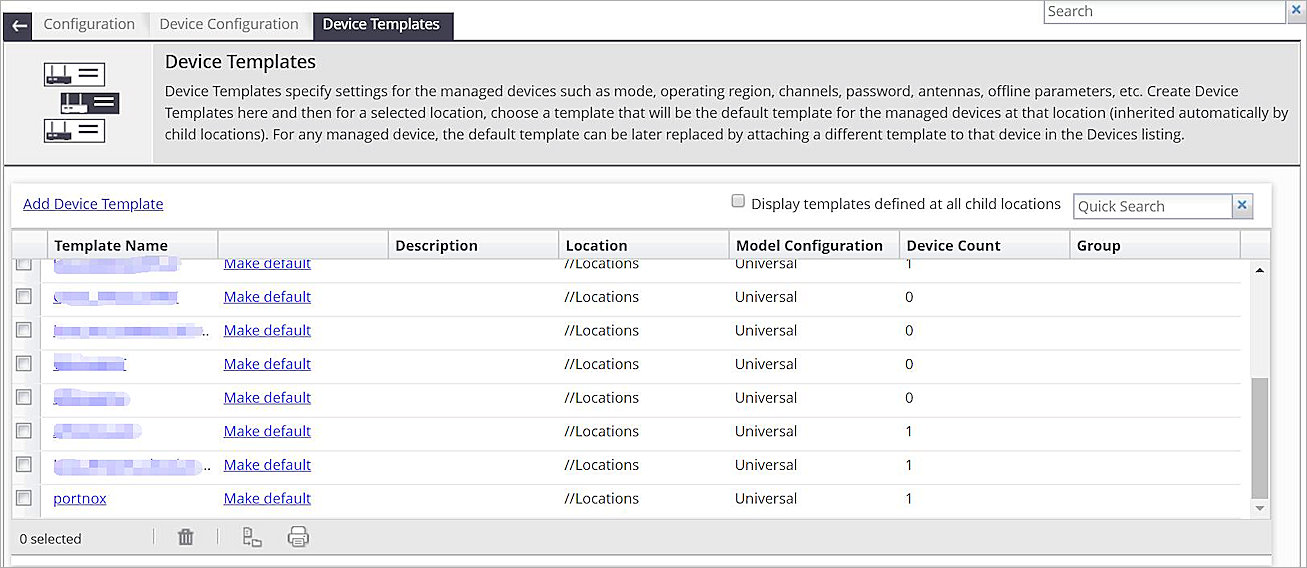 Configuration Device Configuration Device Templates
Search
Device Templates
Device Templates specify settings for the managed devices such as mode, operating region, channels, password, antennas, offline parameters, etc. Create Device
Templates here and then for a selected location, choose a template that will be the default template for the managed devices at that location (inherited automatically by
child locations). For any managed device, the default template can be later replaced by attaching a different template to that device in the Devices listing.
Add Device Template Display templates defined at all child locations Quick Search
Template Name Description Location Model Configuration Device Count Group
Make default //Locations Universal 1
Make default //Locations Universal 0
Make default //Locations Universal 0
Make default //Locations Universal 0
Make default //Locations Universal 0
Make default //Locations Universal 1
Make default //Locations Universal 1
portnox Make default //Locations Universal 1
0 selected